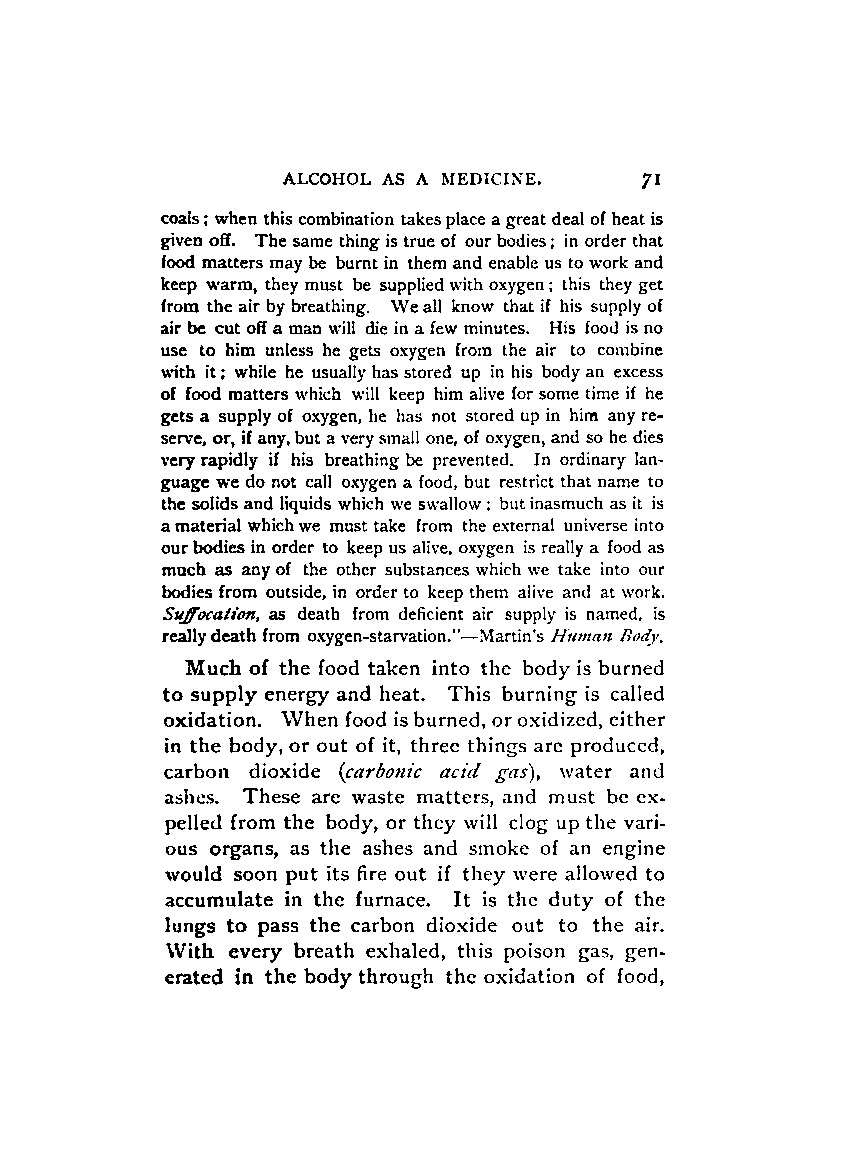 ALCOHOL AS A MEDICINE. 71
coals; when this combination takes place a great deal of heat is
given off. The same thing is true of our bodies; in order that
food matters may be burnt in them and enable us to work and
keep warm, they must be supplied with oxygen; this they get
from the air by breathing. We all know that if his supply of
air be cut off a man will die in a few minutes. His food is no
use to him unless he gets oxygen from the air to combine
with it; while he usually has stored up in his body an excess
of food matters which will keep him alive for some time if he
gets a supply of oxygen, he has not stored up in him any re-
serve, or, if any, but a very small one, of oxygen, and so he dies
very rapidly if his breathing be prevented. In ordinary lan-
guage we do not call oxygen a food, but restrict that name to
the solids and liquids which we swallow; but inasmuch as it is
a material which we must take from the external universe into
our bodies in order to keep us alive, oxygen is really a food as
much as any of the other substances which we take into our
bodies from outside, in order to keep them alive and at work.
Suffocation, as death from deficient air supply is named, is
really death from oxygen-starvation."—Martin's Human Body.
Much of the food taken into the body is burned
to supply energy and heat. This burning is called
oxidation. When food is burned, or oxidized, either
in the body, or out of it, three things are produced,
carbon dioxide (carbonic acid gas), water and
ashes. These are waste matters, and must be ex-
pelled from the body, or they will clog up the vari-
ous organs, as the ashes and smoke of an engine
would soon put its fire out if they were allowed to
accumulate in the furnace. It is the duty of the
lungs to pass the carbon dioxide out to the air.
With every breath exhaled, this poison gas, gen-
erated in the body through the oxidation of food,